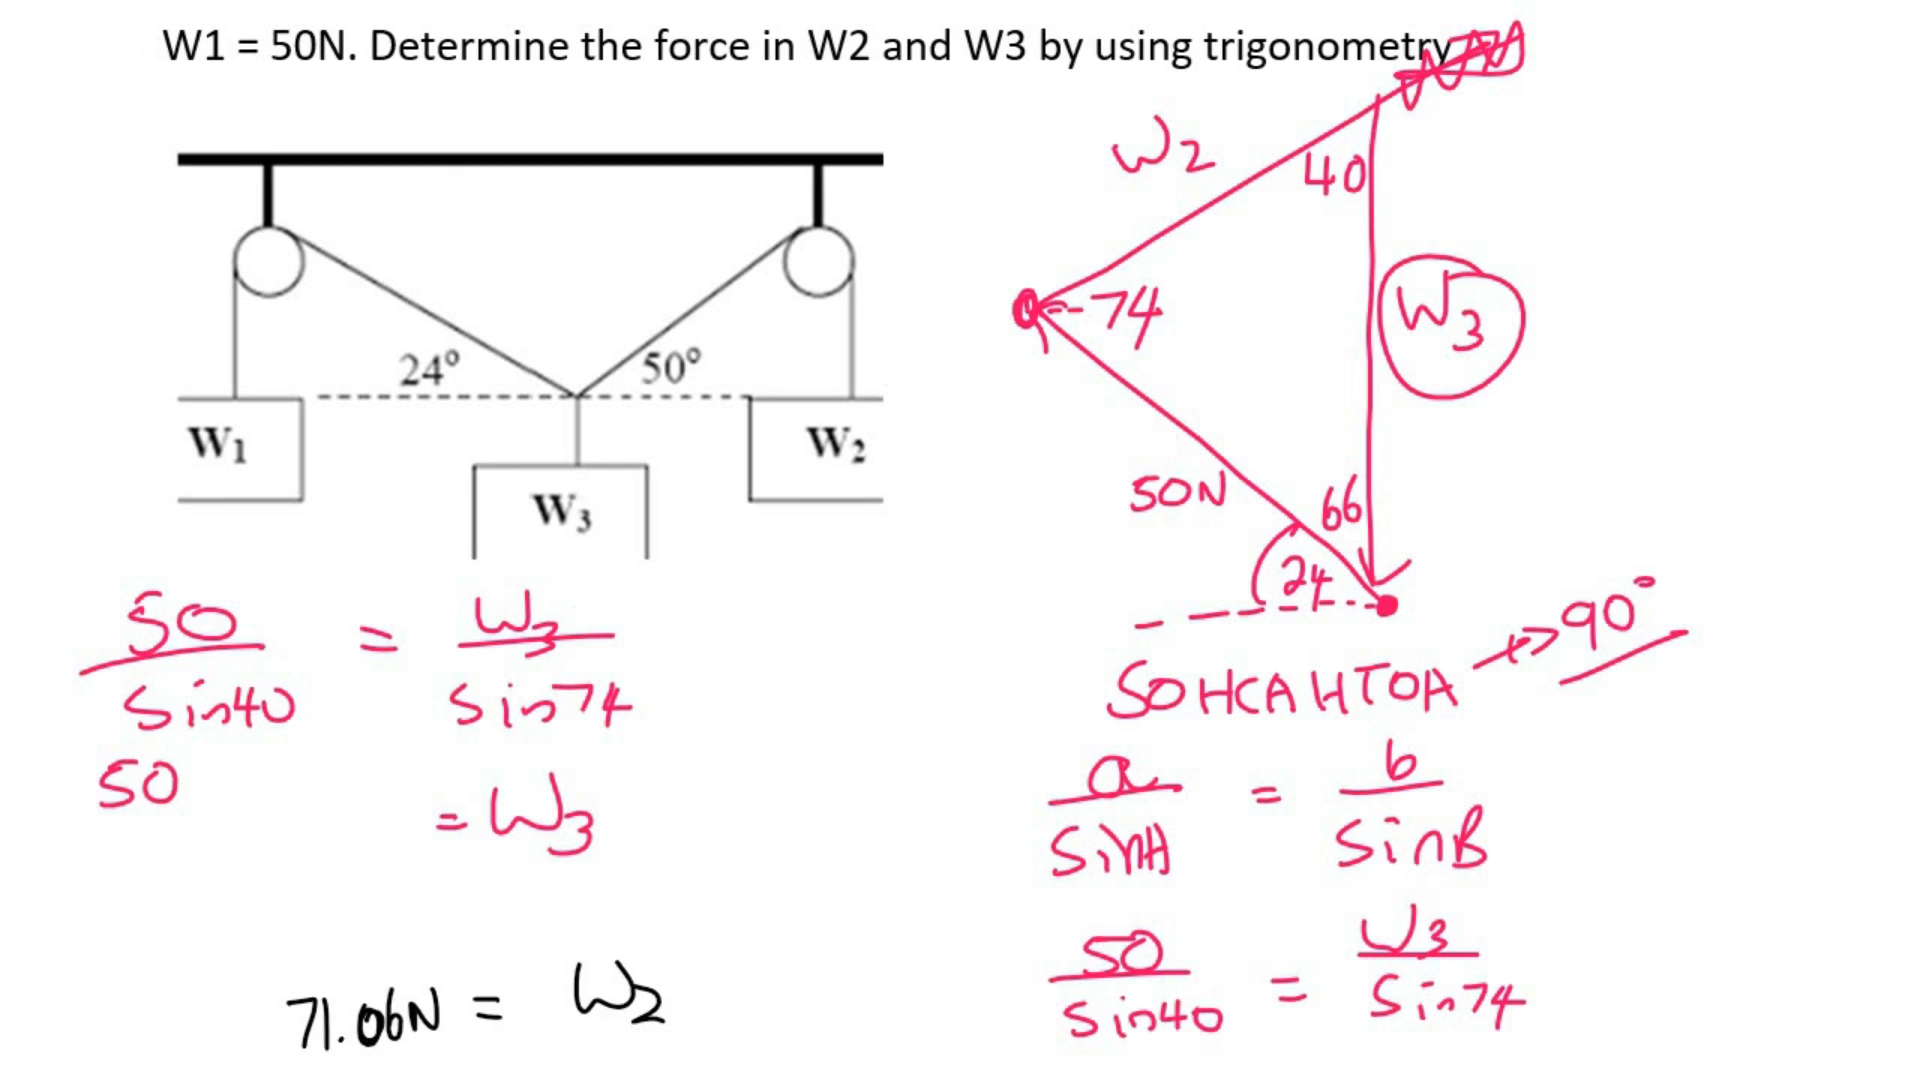 W1 = 50N. Determine the force in W2 and W3 by using trigonometry
W2
40
24° 50°
74
W3
W1
W2
W3
50N
66
24
50 = W3
sin40 sin74
50 = W3
71.06N = W2
SOHCAHTOA → 90°
a = b
sinA sinB
50 = W3
sin40 sin74